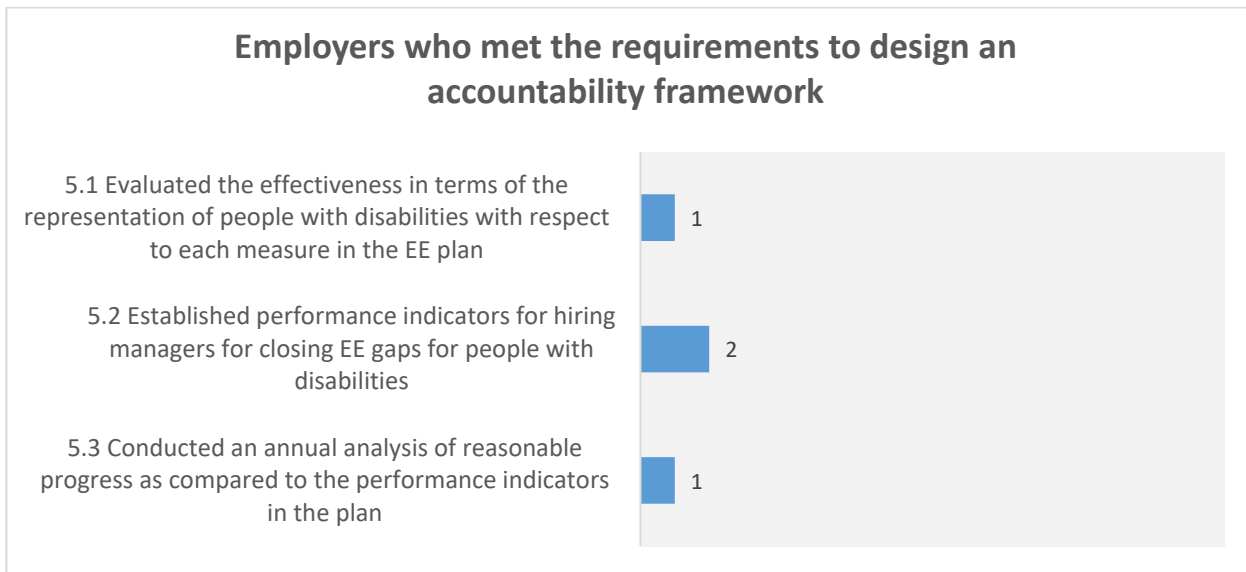 Employers who met the requirements to design an
accountability framework
5.1 Evaluated the effectiveness in terms of the
representation of people with disabilities with respect
to each measure in the EE plan
1
5.2 Established performance indicators for hiring
managers for closing EE gaps for people with
disabilities
2
5.3 Conducted an annual analysis of reasonable
progress as compared to the performance indicators
in the plan
1